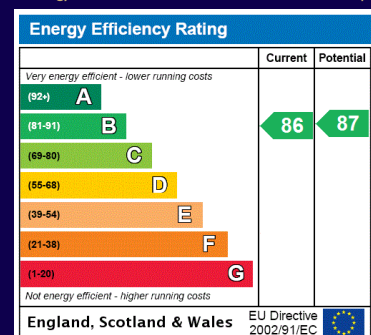 Energy Efficiency Rating
Current Potential
Very energy efficient - lower running costs
(92+) A
(81-91) B 86 87
(69-80) C
(55-68) D
(39-54) E
(21-38) F
(1-20) G
Not energy efficient - higher running costs
England, Scotland & Wales EU Directive
2002/91/EC